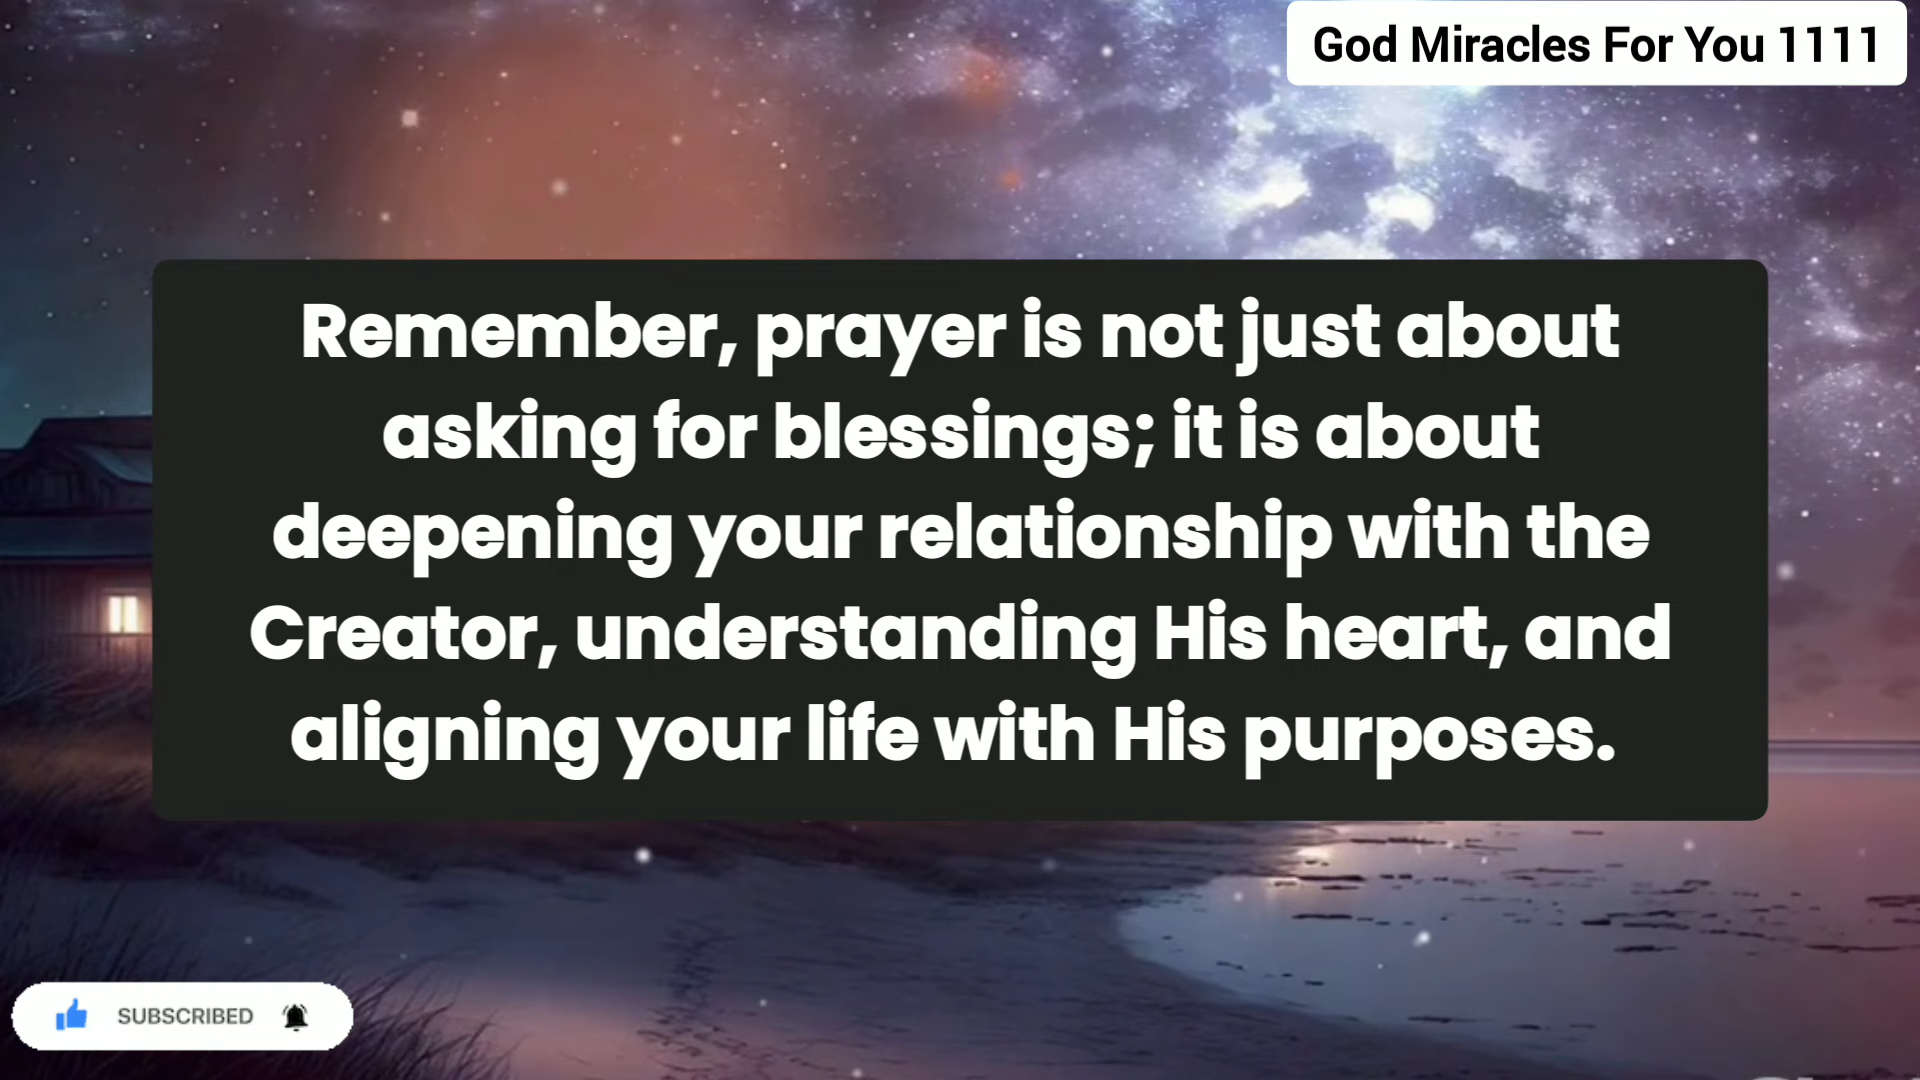 God Miracles For You 1111
Remember, prayer is not just about
asking for blessings; it is about
deepening your relationship with the
Creator, understanding His heart, and
aligning your life with His purposes.
SUBSCRIBED